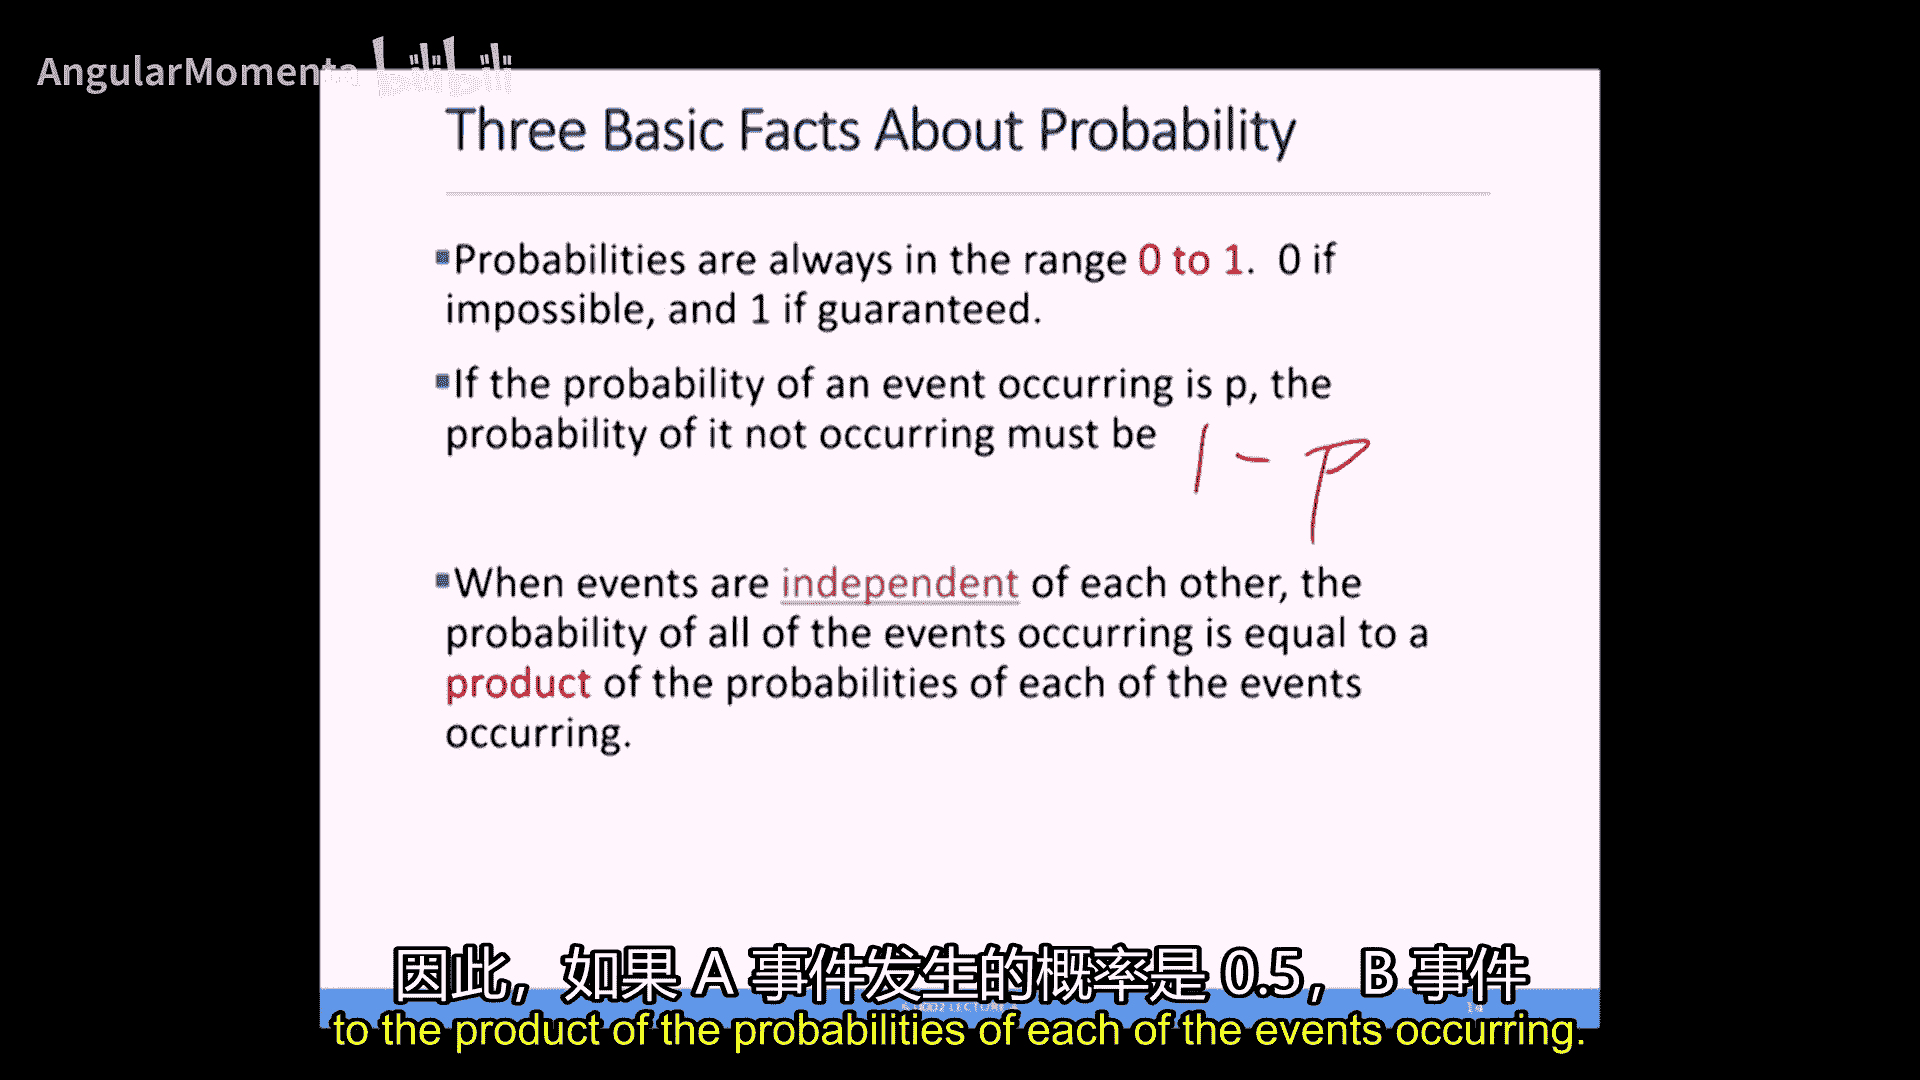 AngularMomenta bilibili
Three Basic Facts About Probability
▪Probabilities are always in the range 0 to 1. 0 if
impossible, and 1 if guaranteed.
▪If the probability of an event occurring is p, the
probability of it not occurring must be 1 - p
▪When events are independent of each other, the
probability of all of the events occurring is equal to a
product of the probabilities of each of the events
occurring.
因此，如果 A 事件发生的概率是 0.5，B 事件
to the product of the probabilities of each of the events occurring.